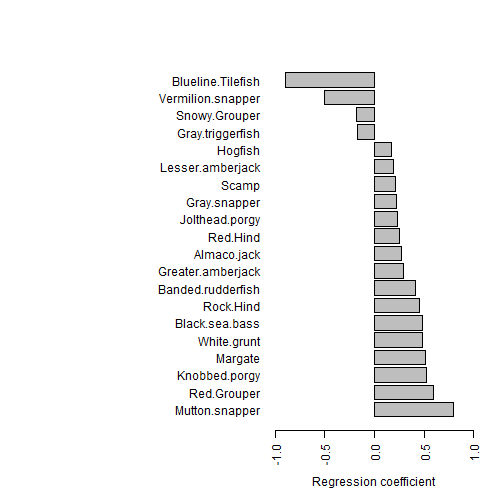 Blueline.Tilefish
Vermilion.snapper
Snowy.Grouper
Gray.triggerfish
Hogfish
Lesser.amberjack
Scamp
Gray.snapper
Jolthead.porgy
Red.Hind
Almaco.jack
Greater.amberjack
Banded.rudderfish
Rock.Hind
Black.sea.bass
White.grunt
Margate
Knobbed.porgy
Red.Grouper
Mutton.snapper
-1.0 -0.5 0.0 0.5 1.0
Regression coefficient